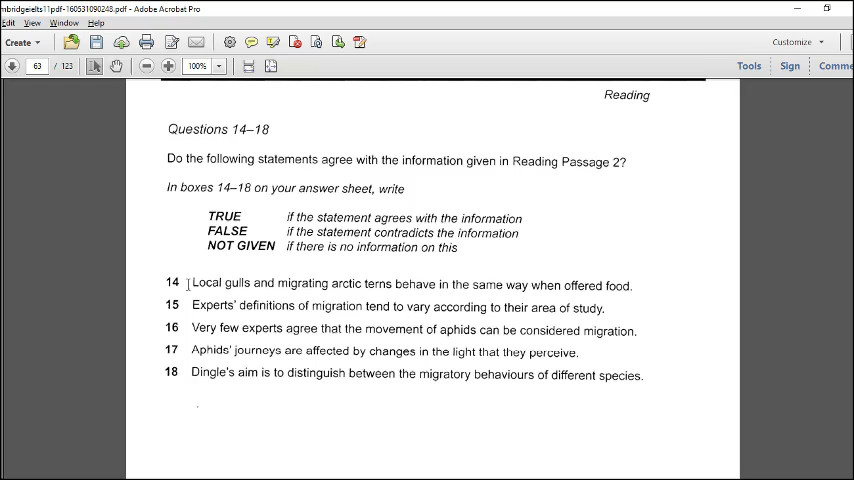 mbridgeielts11pdf-160531090248.pdf - Adobe Acrobat Pro
Edit View Window Help
Create Customize
63 / 123 100% Tools Sign Comme
Reading
Questions 14–18
Do the following statements agree with the information given in Reading Passage 2?
In boxes 14–18 on your answer sheet, write
TRUE if the statement agrees with the information
FALSE if the statement contradicts the information
NOT GIVEN if there is no information on this
14 Local gulls and migrating arctic terns behave in the same way when offered food.
15 Experts' definitions of migration tend to vary according to their area of study.
16 Very few experts agree that the movement of aphids can be considered migration.
17 Aphids' journeys are affected by changes in the light that they perceive.
18 Dingle's aim is to distinguish between the migratory behaviours of different species.